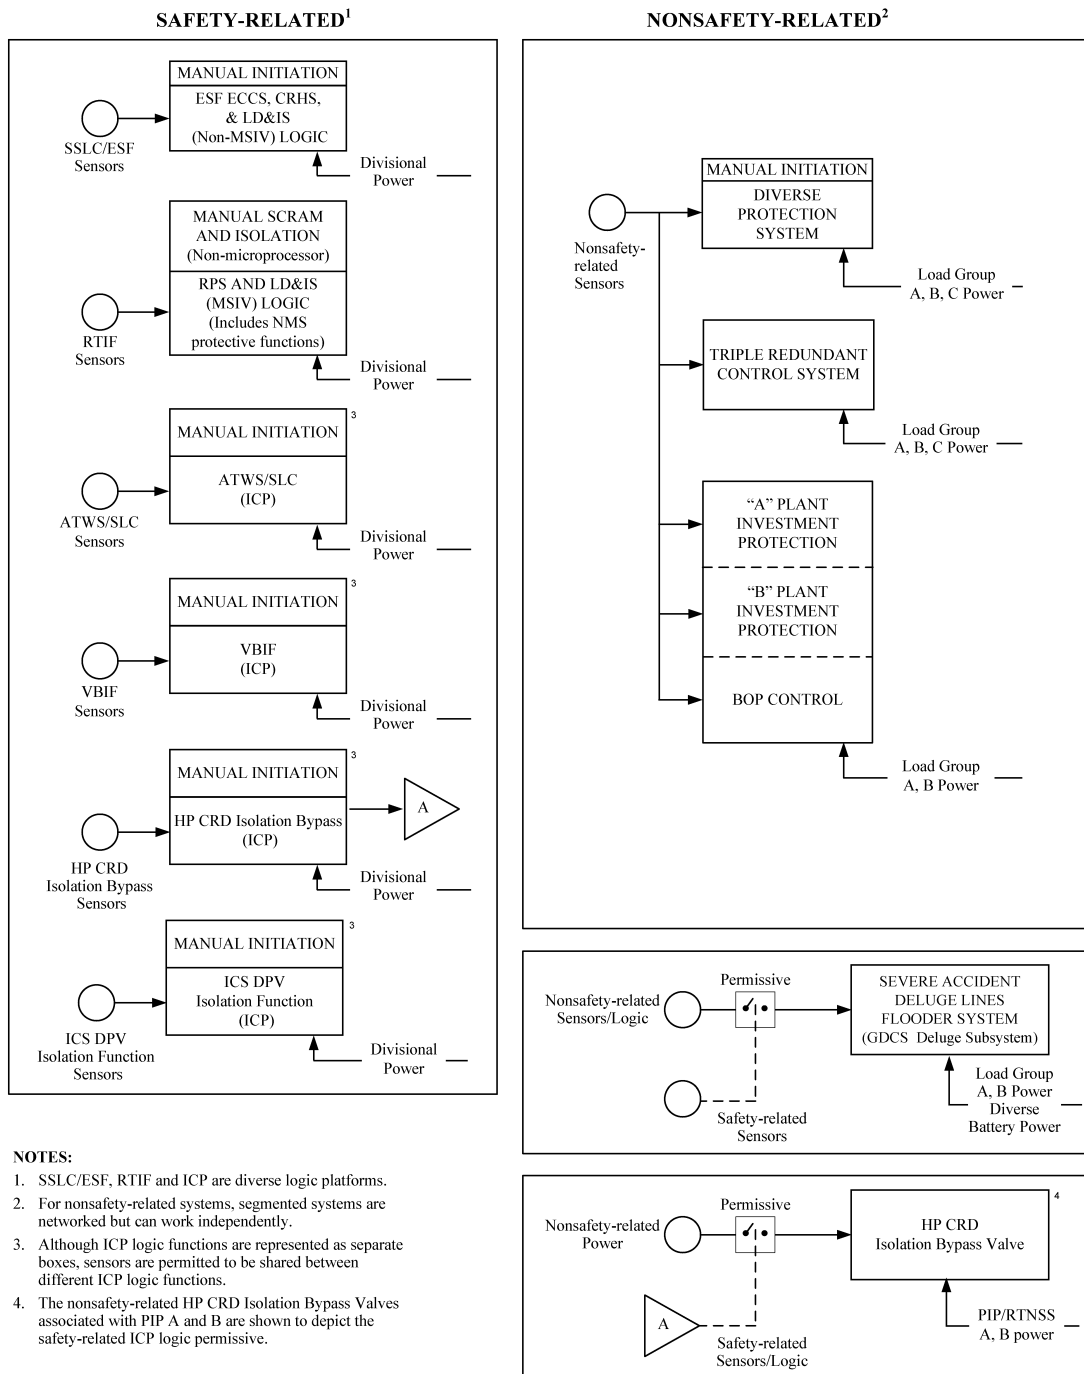 SAFETY-RELATED1
MANUAL INITIATION
ESF ECCS, CRHS,
& LD&IS
(Non-MSIV) LOGIC
SSLC/ESF
Sensors
Divisional
Power
MANUAL SCRAM
AND ISOLATION
(Non-microprocessor)
RPS AND LD&IS
(MSIV) LOGIC
(Includes NMS
protective functions)
RTIF
Sensors
Divisional
Power
3
MANUAL INITIATION
ATWS/SLC
(ICP)
ATWS/SLC
Sensors
Divisional
Power
3
MANUAL INITIATION
VBIF
(ICP)
VBIF
Sensors
Divisional
Power
3
MANUAL INITIATION
HP CRD Isolation Bypass
(ICP)
A
HP CRD
Isolation Bypass
Sensors
Divisional
Power
3
MANUAL INITIATION
ICS DPV
Isolation Function
(ICP)
ICS DPV
Isolation Function
Sensors
Divisional
Power
NONSAFETY-RELATED2
MANUAL INITIATION
DIVERSE
PROTECTION
SYSTEM
Nonsafety-
related
Sensors
Load Group
A, B, C Power
TRIPLE REDUNDANT
CONTROL SYSTEM
Load Group
A, B, C Power
“A” PLANT
INVESTMENT
PROTECTION
“B” PLANT
INVESTMENT
PROTECTION
BOP CONTROL
Load Group
A, B Power
Nonsafety-related
Sensors/Logic
Permissive
SEVERE ACCIDENT
DELUGE LINES
FLOODER SYSTEM
(GDCS Deluge Subsystem)
Safety-related
Sensors
Load Group
A, B Power
Diverse
Battery Power
Nonsafety-related
Power
Permissive
4
HP CRD
Isolation Bypass Valve
A
Safety-related
Sensors/Logic
PIP/RTNSS
A, B power
NOTES:
1. SSLC/ESF, RTIF and ICP are diverse logic platforms.
2. For nonsafety-related systems, segmented systems are
networked but can work independently.
3. Although ICP logic functions are represented as separate
boxes, sensors are permitted to be shared between
different ICP logic functions.
4. The nonsafety-related HP CRD Isolation Bypass Valves
associated with PIP A and B are shown to depict the
safety-related ICP logic permissive.